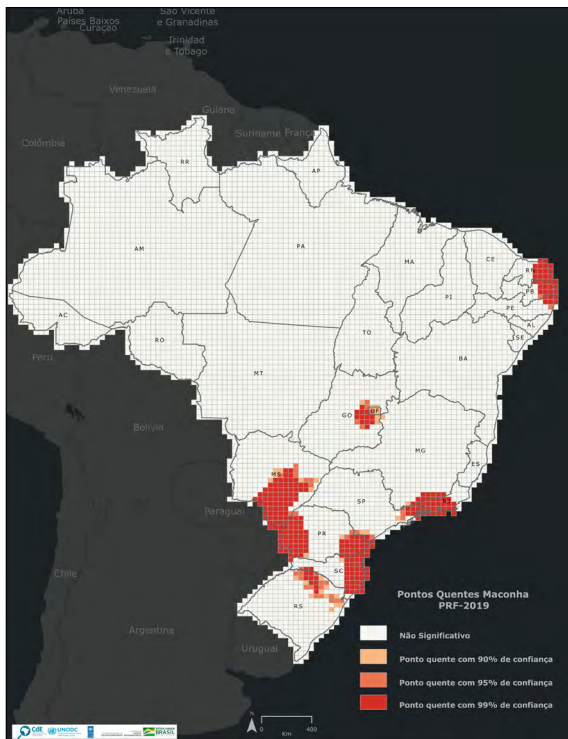 Aruba
Países Baixos
Curaçao
São Vicente
e Granadinas
Trinidad
e Tobago
Venezuela
Guiana
Suriname França
Colômbia
RR
AP
AM
PA
MA
CE
RN
PB
PI
PE
AL
SE
AC
RO
TO
BA
Peru
MT
GO
DF
Bolívia
MG
ES
MS
SP
RJ
Paraguai
PR
SC
Chile
RS
Argentina
Uruguai
Pontos Quentes Maconha
PRF-2019
Não Significativo
Ponto quente com 90% de confiança
Ponto quente com 95% de confiança
Ponto quente com 99% de confiança
N
0 400
Km
CdE
UNODC
BRASIL